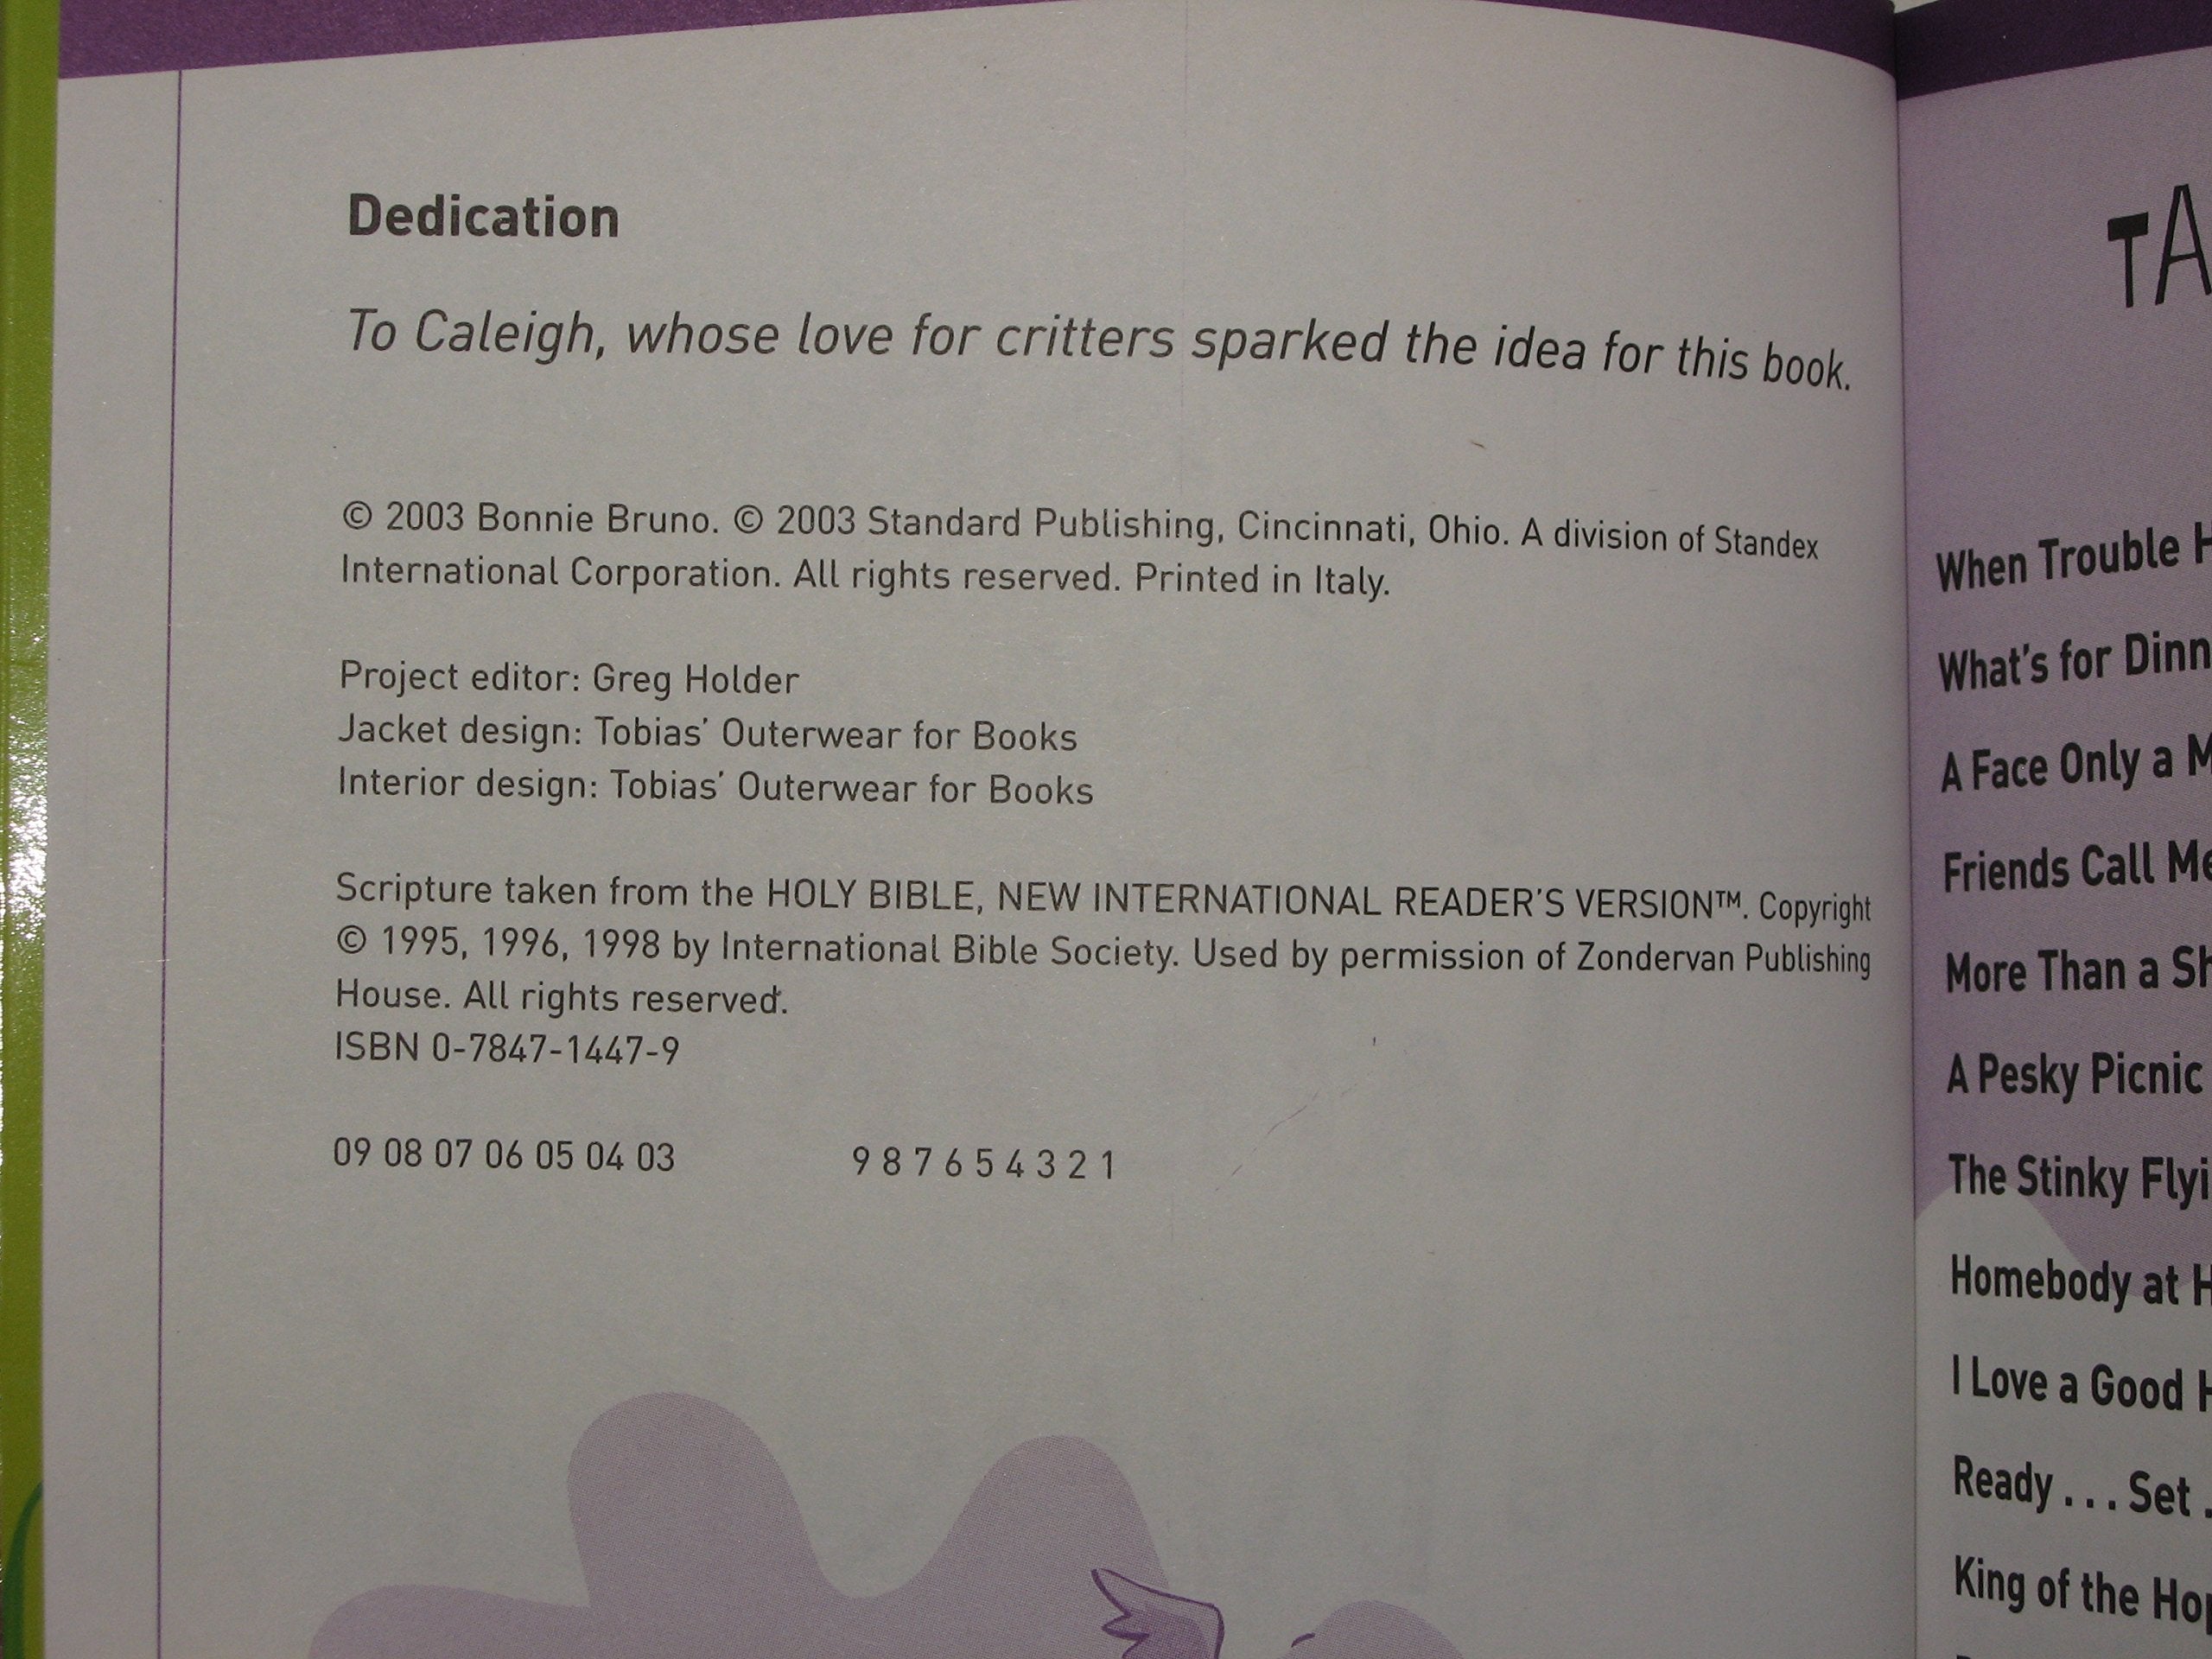 Dedication
To Caleigh, whose love for critters sparked the idea for this book.
© 2003 Bonnie Bruno. © 2003 Standard Publishing, Cincinnati, Ohio. A division of Standex
International Corporation. All rights reserved. Printed in Italy.
Project editor: Greg Holder
Jacket design: Tobias’ Outerwear for Books
Interior design: Tobias’ Outerwear for Books
Scripture taken from the HOLY BIBLE, NEW INTERNATIONAL READER’S VERSION™. Copyright
© 1995, 1996, 1998 by International Bible Society. Used by permission of Zondervan Publishing
House. All rights reserved.
ISBN 0-7847-1447-9
09 08 07 06 05 04 03 9 8 7 6 5 4 3 2 1
TA
When Trouble H
What’s for Dinn
A Face Only a M
Friends Call Me
More Than a Sh
A Pesky Picnic
The Stinky Flyi
Homebody at H
I Love a Good H
Ready . . . Set .
King of the Hop